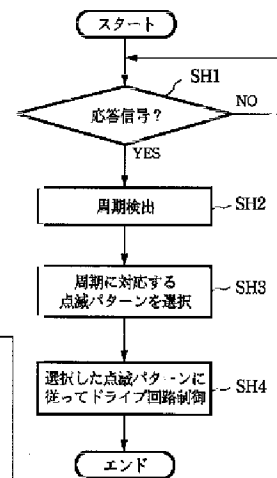 スタート
SH1
応答信号?
NO
YES
周期検出
SH2
周期に対応する
点滅パターンを選択
SH3
選択した点滅パターンに
従ってドライブ回路制御
SH4
エンド